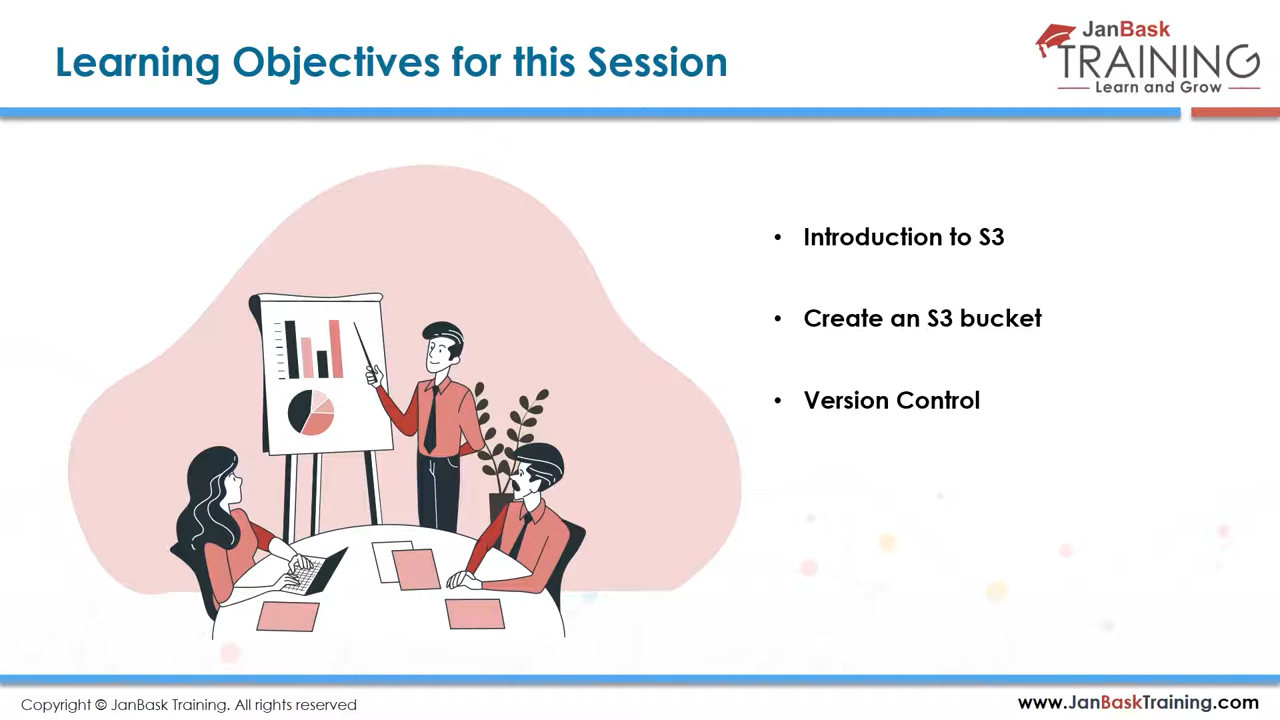 Learning Objectives for this Session
JanBask
TRAINING
Learn and Grow
• Introduction to S3
• Create an S3 bucket
• Version Control
Copyright © JanBask Training. All rights reserved
www.JanBaskTraining.com